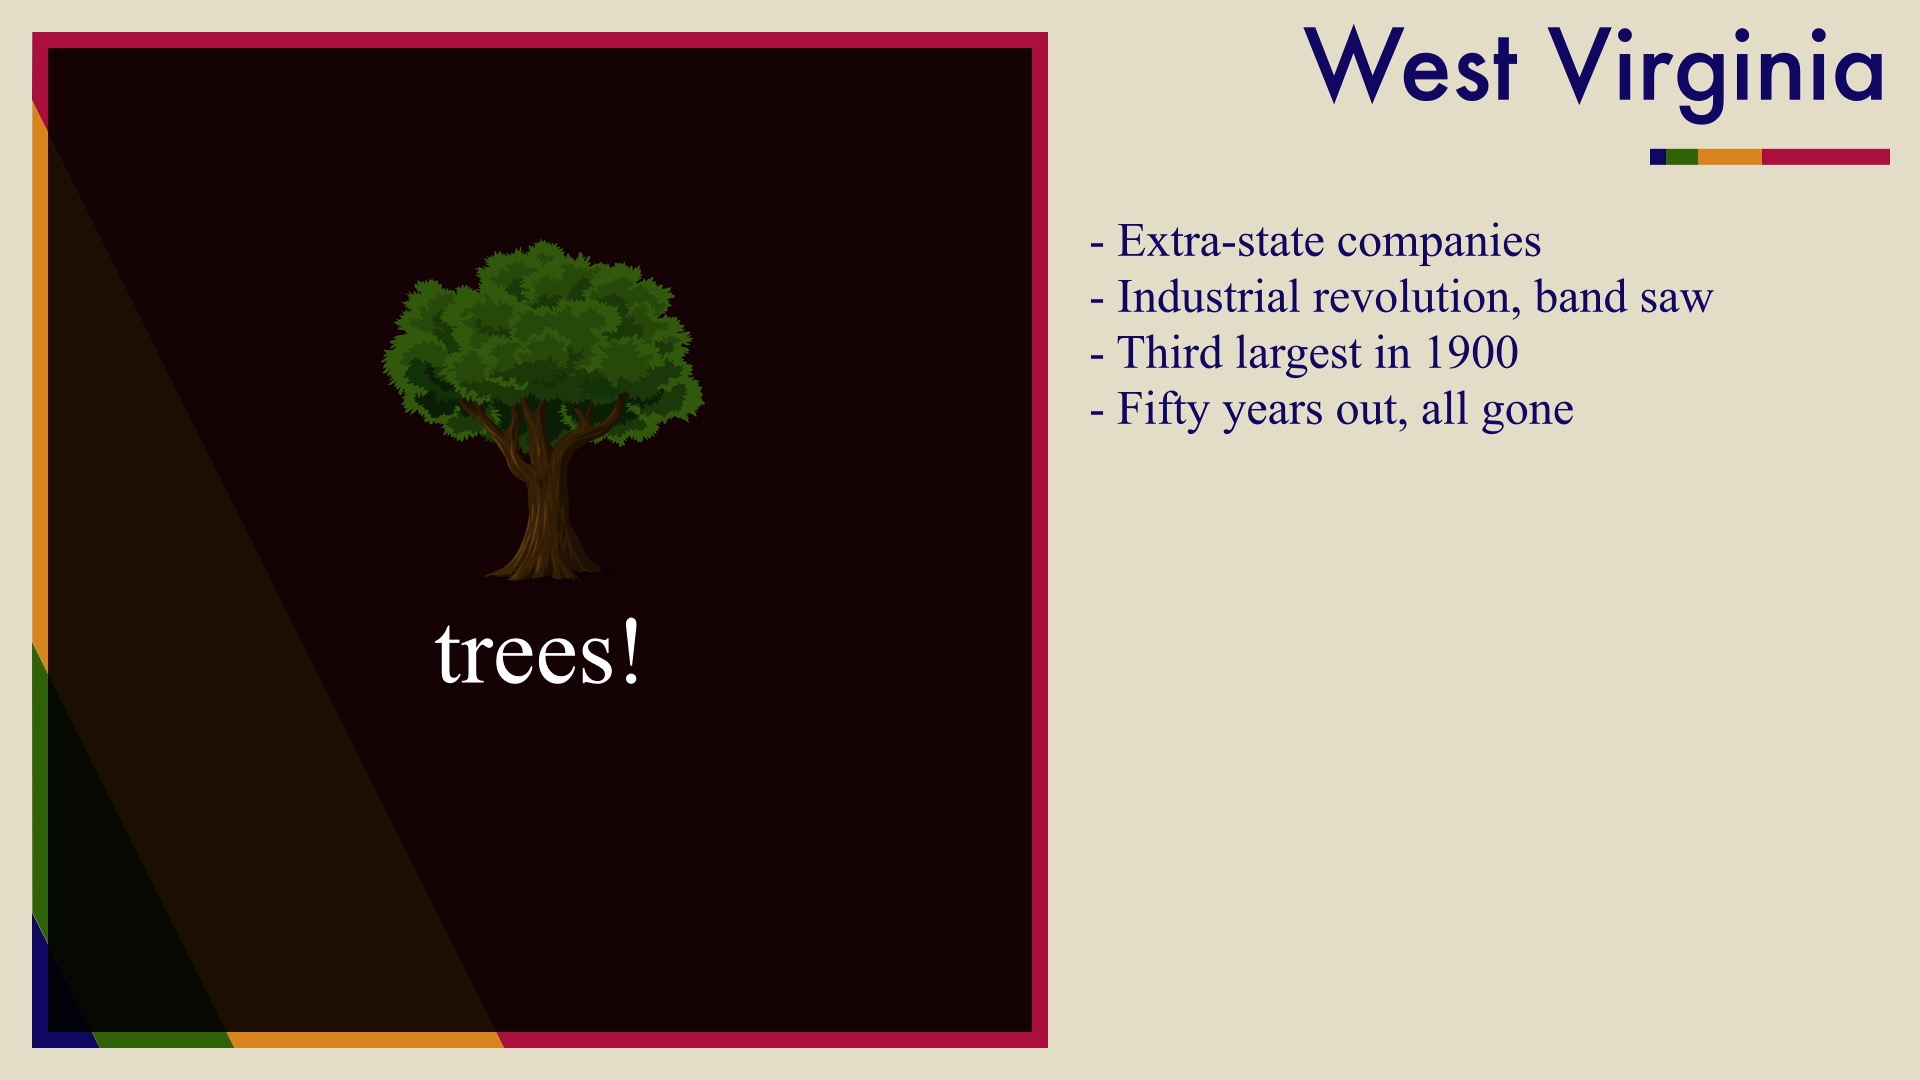 West Virginia
- Extra-state companies
- Industrial revolution, band saw
- Third largest in 1900
- Fifty years out, all gone
trees!